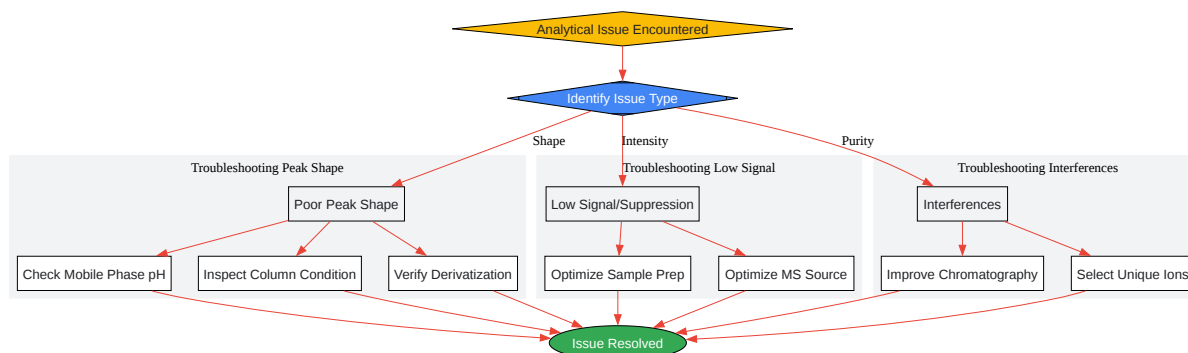 Analytical Issue Encountered
Identify Issue Type
Shape
Intensity
Purity
Troubleshooting Peak Shape
Troubleshooting Low Signal
Troubleshooting Interferences
Poor Peak Shape
Low Signal/Suppression
Interferences
Check Mobile Phase pH
Inspect Column Condition
Verify Derivatization
Optimize Sample Prep
Optimize MS Source
Improve Chromatography
Select Unique Ions
Issue Resolved